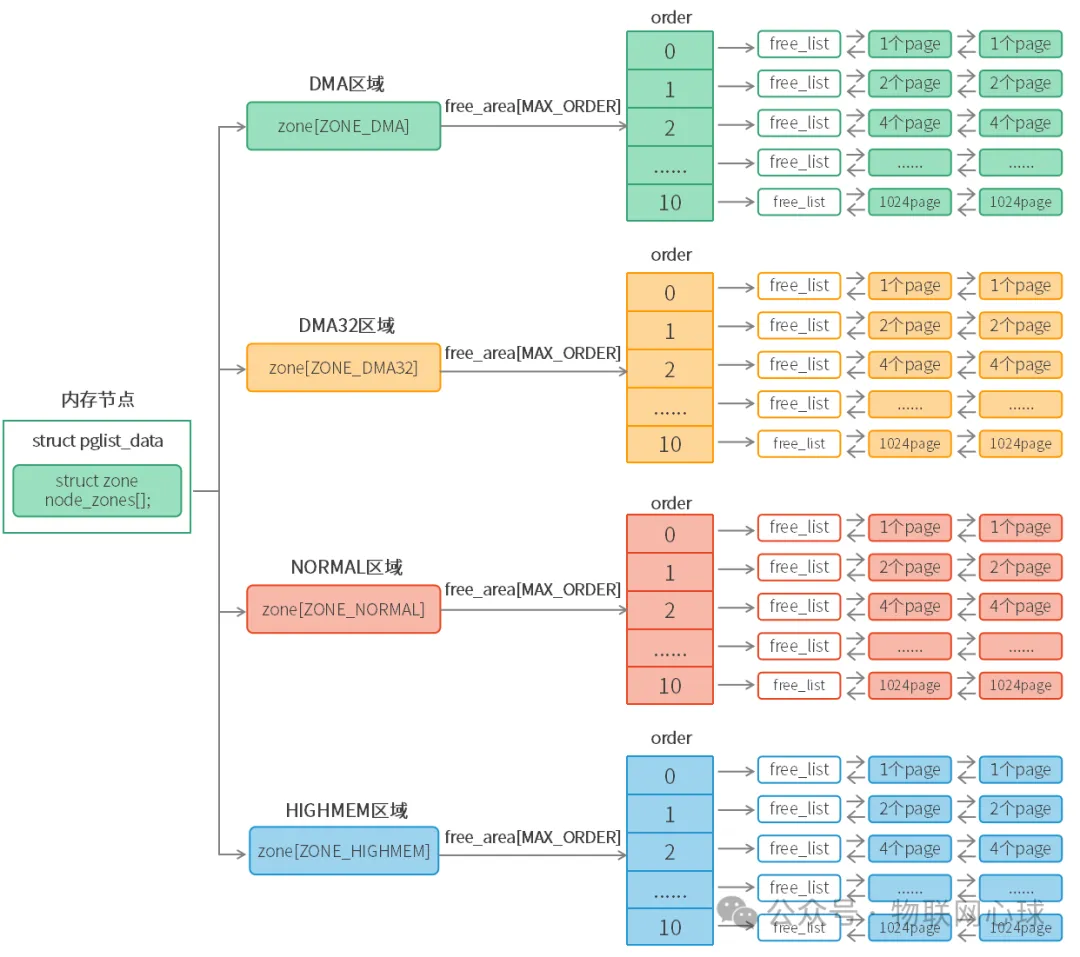 内存节点
struct pglist_data
struct zone
node_zones[];
DMA区域
zone[ZONE_DMA]
free_area[MAX_ORDER]
order
0 free_list 1个page 1个page
1 free_list 2个page 2个page
2 free_list 4个page 4个page
...... free_list ...... ......
10 free_list 1024page 1024page
DMA32区域
zone[ZONE_DMA32]
free_area[MAX_ORDER]
order
0 free_list 1个page 1个page
1 free_list 2个page 2个page
2 free_list 4个page 4个page
...... free_list ...... ......
10 free_list 1024page 1024page
NORMAL区域
zone[ZONE_NORMAL]
free_area[MAX_ORDER]
order
0 free_list 1个page 1个page
1 free_list 2个page 2个page
2 free_list 4个page 4个page
...... free_list ...... ......
10 free_list 1024page 1024page
HIGHMEM区域
zone[ZONE_HIGHMEM]
free_area[MAX_ORDER]
order
0 free_list 1个page 1个page
1 free_list 2个page 2个page
2 free_list 4个page 4个page
...... free_list ...... ......
10 free_list 1024page 1024page
公众号·物联网心球